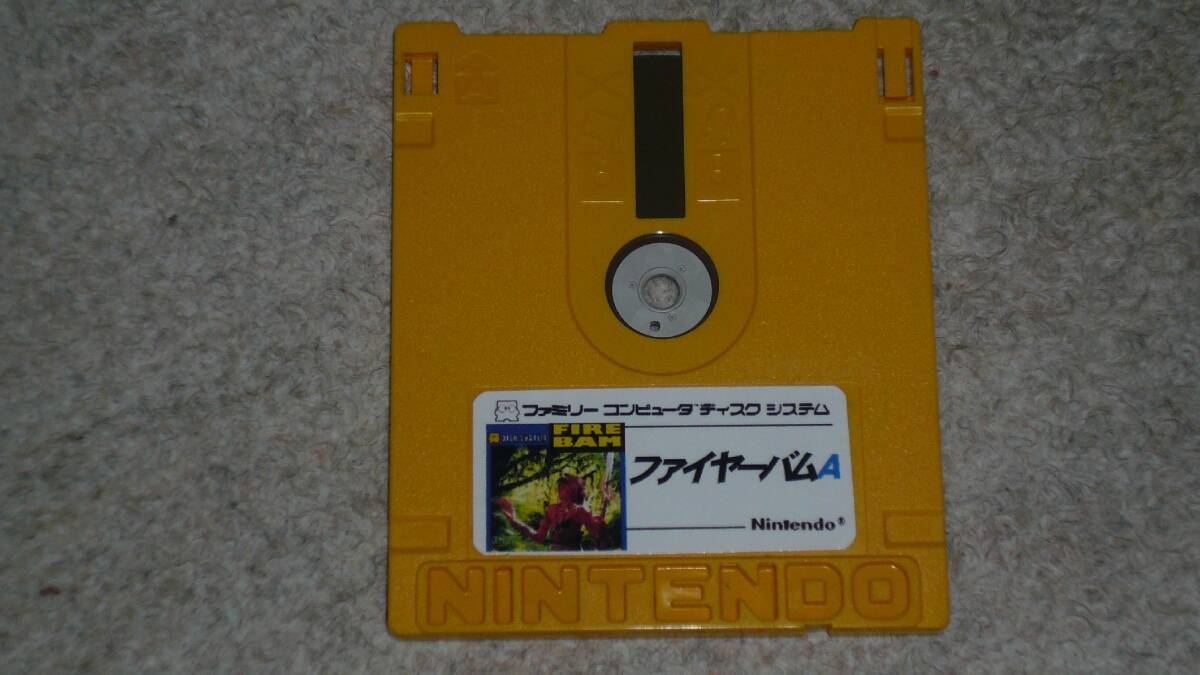 ファミリー コンピュータ ディスク システム
FIRE
BAM
ファイヤーバムA
Nintendo®
NINTENDO